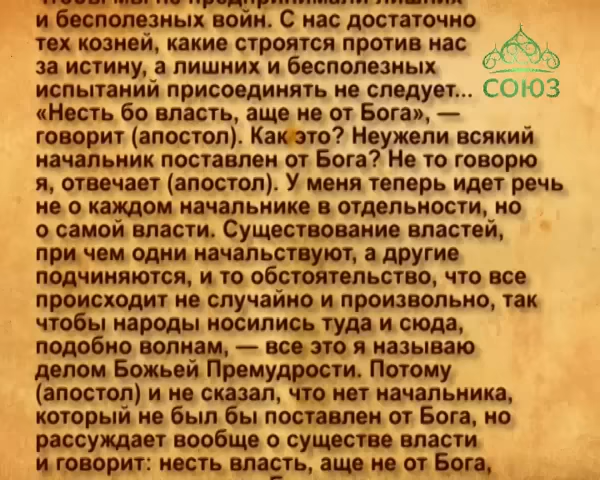 чтобы мы не предпринимали лишних
и бесполезных войн. С нас достаточно
тех козней, какие строятся против нас
за истину, а лишних и бесполезных
испытаний присоединять не следует...
«Несть бо власть, аще не от Бога», —
говорит (апостол). Как это? Неужели всякий
начальник поставлен от Бога? Не то говорю
я, отвечает (апостол). У меня теперь идет речь
не о каждом начальнике в отдельности, но
о самой власти. Существование властей,
при чем одни начальствуют, а другие
подчиняются, и то обстоятельство, что все
происходит не случайно и произвольно, так
чтобы народы носились туда и сюда,
подобно волнам, — все это я называю
делом Божьей Премудрости. Потому
(апостол) и не сказал, что нет начальника,
который не был бы поставлен от Бога, но
рассуждает вообще о существе власти
и говорит: несть власть, аще не от Бога,
СОЮЗ